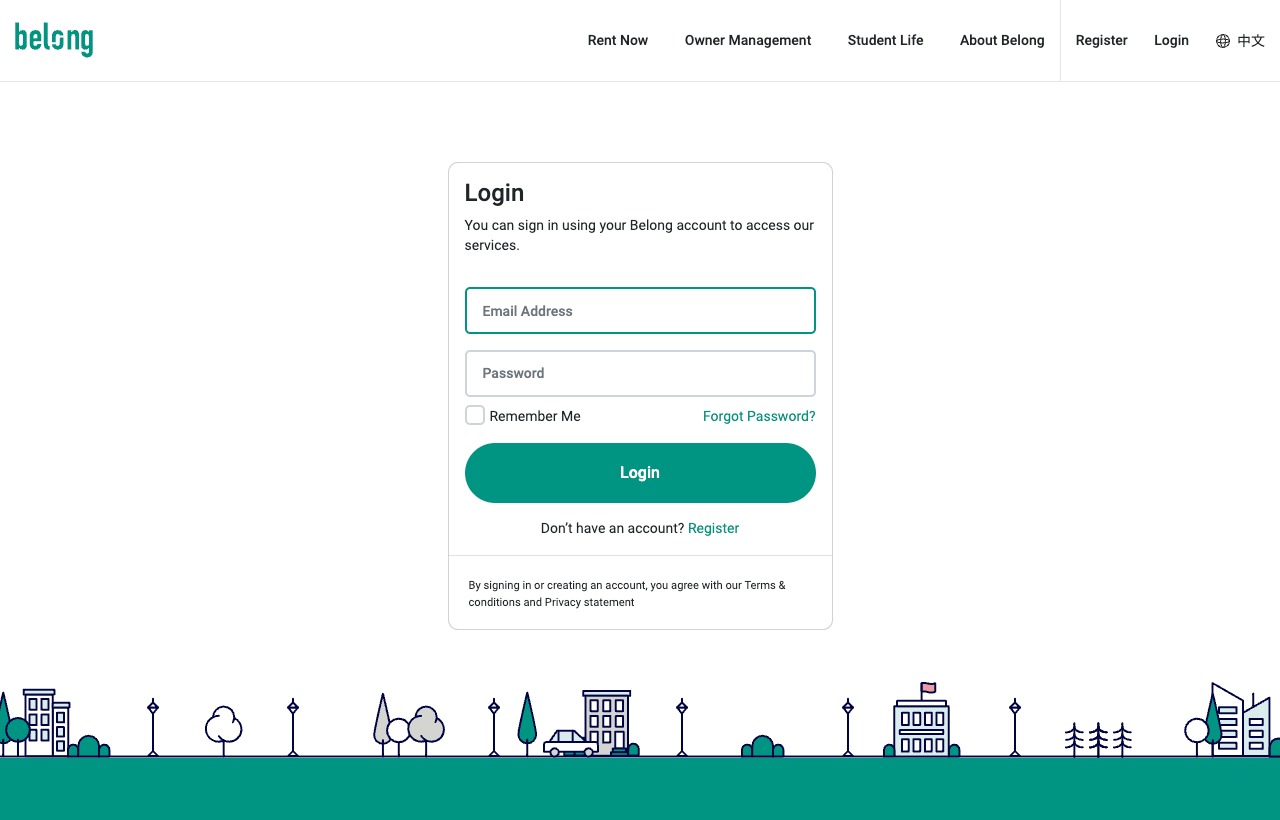 belong
Rent Now
Owner Management
Student Life
About Belong
Register
Login
中文
Login
You can sign in using your Belong account to access our
services.
Email Address
Password
Remember Me
Forgot Password?
Login
Don’t have an account? Register
By signing in or creating an account, you agree with our Terms &
conditions and Privacy statement